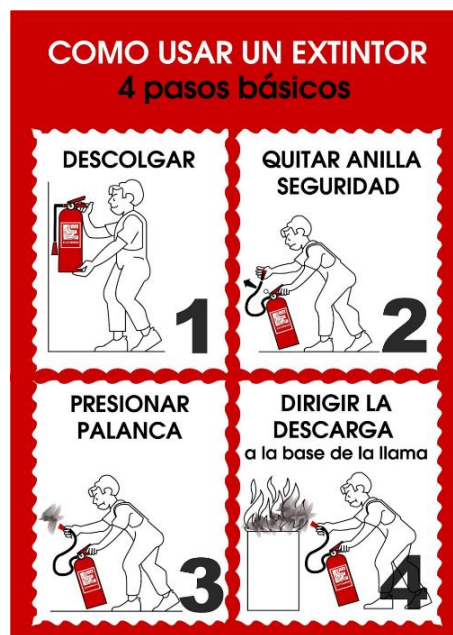 COMO USAR UN EXTINTOR
4 pasos básicos
DESCOLGAR
1
QUITAR ANILLA
SEGURIDAD
2
PRESIONAR
PALANCA
3
DIRIGIR LA
DESCARGA
a la base de la llama
4